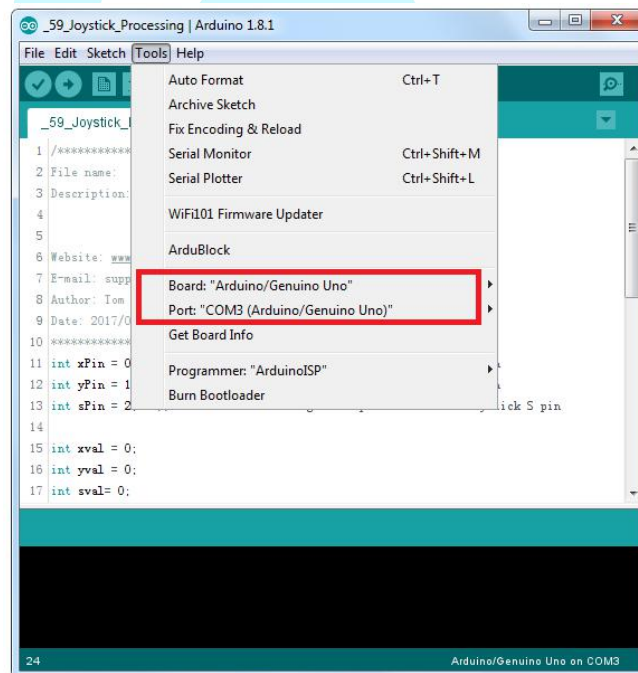 _59_Joystick_Processing | Arduino 1.8.1
File Edit Sketch Tools Help
Auto Format Ctrl+T
Archive Sketch
Fix Encoding & Reload
Serial Monitor Ctrl+Shift+M
Serial Plotter Ctrl+Shift+L
WiFi101 Firmware Updater
ArduBlock
Board: "Arduino/Genuino Uno"
Port: "COM3 (Arduino/Genuino Uno)"
Get Board Info
Programmer: "ArduinoISP"
Burn Bootloader
_59_Joystick_
1 /***********
2 File name:
3 Description:
4
5
6 Website: www
7 E-mail: supp
8 Author: Tom
9 Date: 2017/0
10 ***********
11 int xPin = 0
12 int yPin = 1
13 int sPin = 2 ick S pin
14
15 int xval = 0;
16 int yval = 0;
17 int sval= 0;
24 Arduino/Genuino Uno on COM3